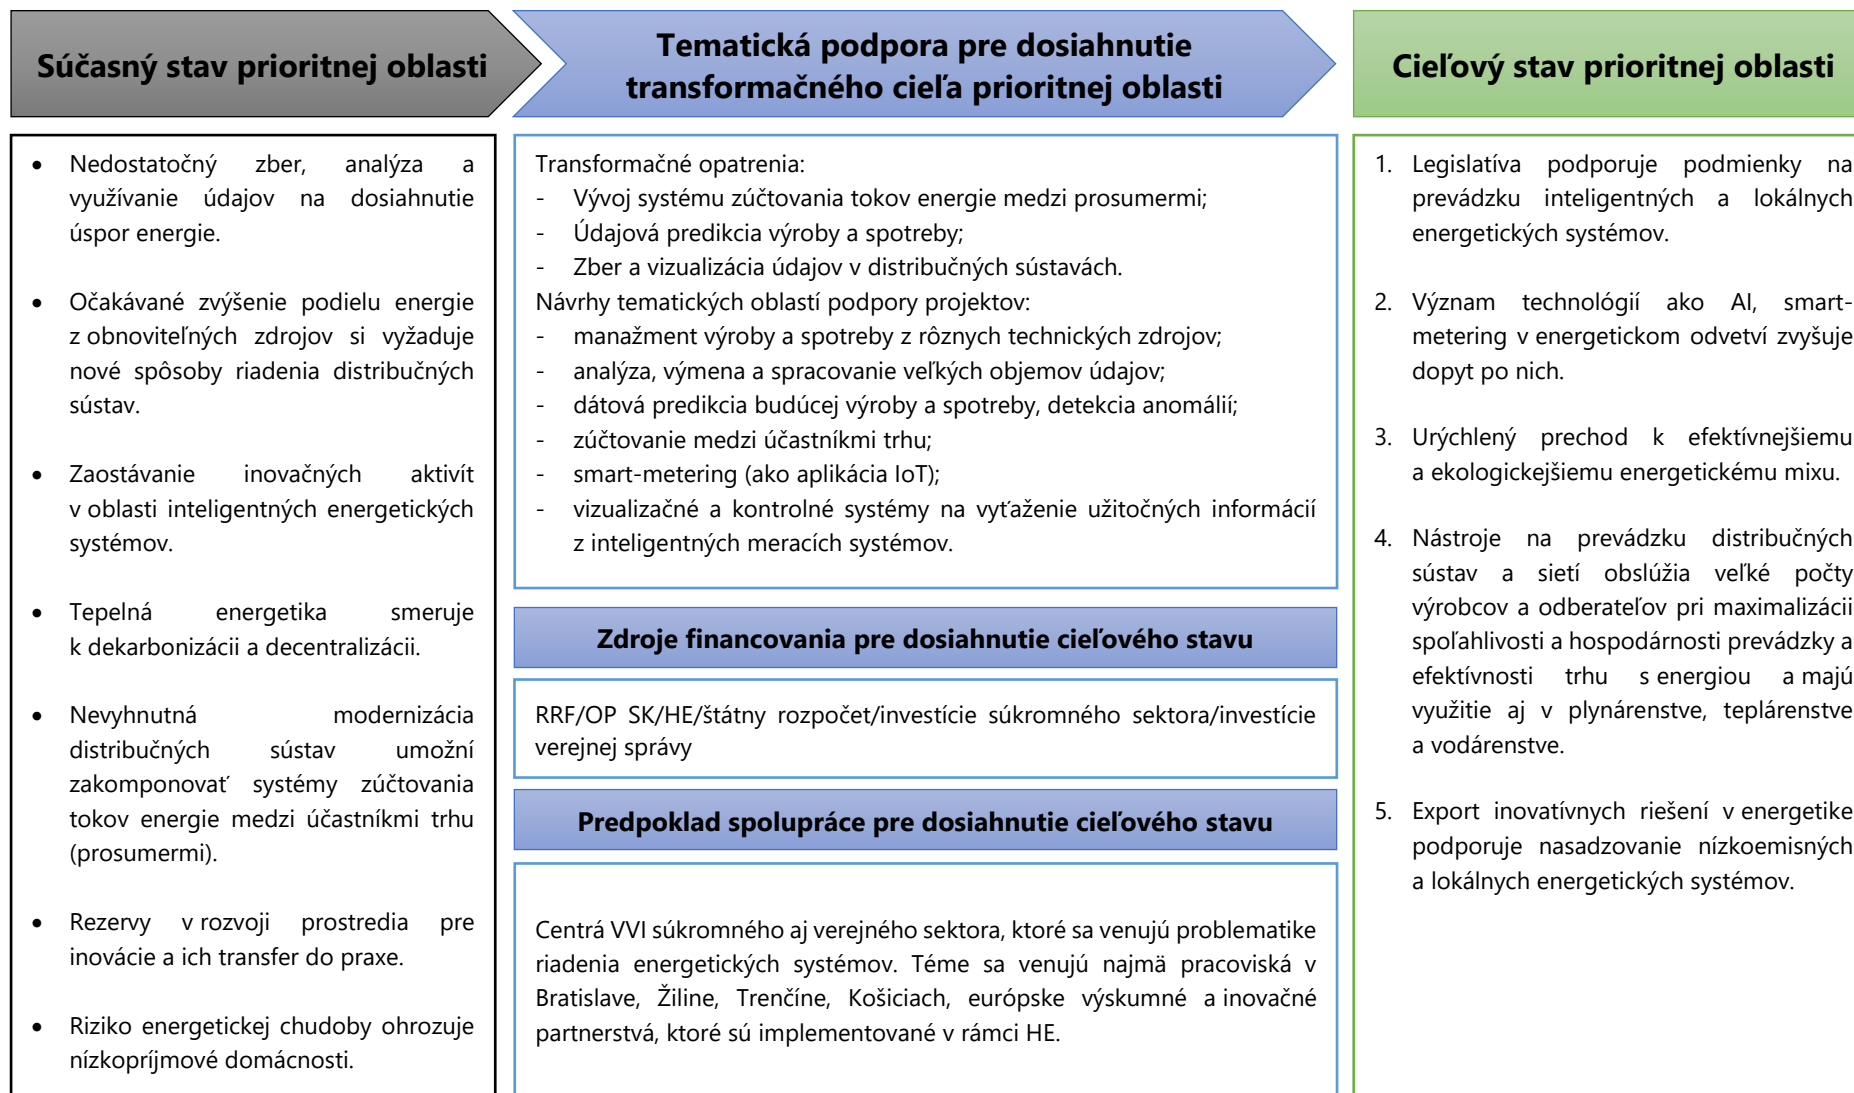 Súčasný stav prioritnej oblasti
Tematická podpora pre dosiahnutie
transformačného cieľa prioritnej oblasti
Cieľový stav prioritnej oblasti
• Nedostatočný zber, analýza a
využívanie údajov na dosiahnutie
úspor energie.
• Očakávané zvýšenie podielu energie
z obnoviteľných zdrojov si vyžaduje
nové spôsoby riadenia distribučných
sústav.
• Zaostávanie inovačných aktivít
v oblasti inteligentných energetických
systémov.
• Tepelná energetika smeruje
k dekarbonizácii a decentralizácii.
• Nevyhnutná modernizácia
distribučných sústav umožní
zakomponovať systémy zúčtovania
tokov energie medzi účastníkmi trhu
(prosumermi).
• Rezervy v rozvoji prostredia pre
inovácie a ich transfer do praxe.
• Riziko energetickej chudoby ohrozuje
nízkopríjmové domácnosti.
Transformačné opatrenia:
- Vývoj systému zúčtovania tokov energie medzi prosumermi;
- Údajová predikcia výroby a spotreby;
- Zber a vizualizácia údajov v distribučných sústavách.
Návrhy tematických oblastí podpory projektov:
- manažment výroby a spotreby z rôznych technických zdrojov;
- analýza, výmena a spracovanie veľkých objemov údajov;
- dátová predikcia budúcej výroby a spotreby, detekcia anomálií;
- zúčtovanie medzi účastníkmi trhu;
- smart-metering (ako aplikácia IoT);
- vizualizačné a kontrolné systémy na vyťaženie užitočných informácií
z inteligentných meracích systémov.
Zdroje financovania pre dosiahnutie cieľového stavu
RRF/OP SK/HE/štátny rozpočet/investície súkromného sektora/investície
verejnej správy
Predpoklad spolupráce pre dosiahnutie cieľového stavu
Centrá VVI súkromného aj verejného sektora, ktoré sa venujú problematike
riadenia energetických systémov. Téme sa venujú najmä pracoviská v
Bratislave, Žiline, Trenčíne, Košiciach, európske výskumné a inovačné
partnerstvá, ktoré sú implementované v rámci HE.
1. Legislatíva podporuje podmienky na
prevádzku inteligentných a lokálnych
energetických systémov.
2. Význam technológií ako AI, smart-
metering v energetickom odvetví zvyšuje
dopyt po nich.
3. Urýchlený prechod k efektívnejšiemu
a ekologickejšiemu energetickému mixu.
4. Nástroje na prevádzku distribučných
sústav a sietí obslúžia veľké počty
výrobcov a odberateľov pri maximalizácii
spoľahlivosti a hospodárnosti prevádzky a
efektívnosti trhu s energiou a majú
využitie aj v plynárenstve, teplárenstve
a vodárenstve.
5. Export inovatívnych riešení v energetike
podporuje nasadzovanie nízkoemisných
a lokálnych energetických systémov.